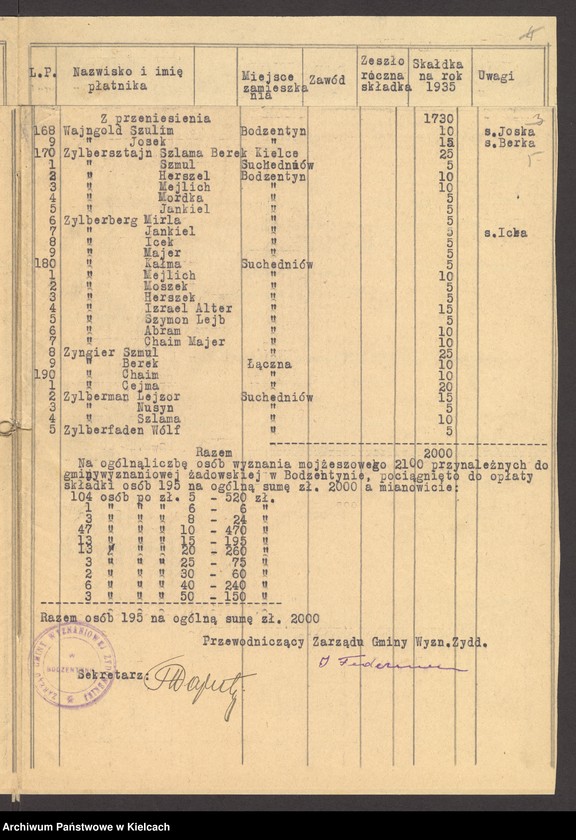 L.P. Nazwisko i imię płatnika Miejsce zamieszkania Zawód Zeszłoroczna składka Skałdka na rok 1935 Uwagi
Z przeniesienia 1730
168 Wajngold Szulim Bodzentyn 10 s.Joska
9 " Josek " 15 s.Berka
170 Zylbersztajn Szlama Berek Kielce 25
1 " Szmul Suchedniów 5
2 " Herszel Bodzentyn 10
3 " Mejlich " 10
4 " Mordka " 5
5 " Jankiel " 5
6 Zylberberg Mirla " 5
7 " Jankiel " 5 s.Icka
8 " Icek " 5
9 " Majer " 5
180 " Kałma Suchedniów 5
1 " Mejlich " 10
2 " Moszek " 5
3 " Herszek " 5
4 " Izrael Alter " 15
5 " Szymon Lejb " 5
6 " Abram " 10
7 " Chaim Majer " 10
8 Zyngier Szmul " 25
9 " Berek Łączna 10
190 " Chaim " 10
1 " Cejma " 20
2 Zylberman Lejzor Suchedniów 15
3 " Nusyn " 5
4 " Szlama " 10
5 Zylberfaden Wólf " 5
Razem 2000
Na ogólnąliczbę osób wyznania mojżeszowego 2100 przynależnych do
gminywyznaniowej żadowskiej w Bodzentynie, pociągnięto do opłaty
składki osób 195 na ogólną sumę zł. 2000 a mianowicie:
104 osób po zł. 5 - 520 zł.
1 " " " 6 - 6 "
3 " " " 8 - 24 "
47 " " " 10 - 470 "
13 " " " 15 - 195 "
13 " " " 20 - 260 "
3 " " " 25 - 75 "
2 " " " 30 - 60 "
6 " " " 40 - 240 "
3 " " " 50 - 150 "
Razem osób 195 na ogólną sumę zł. 2000
Przewodniczący Zarządu Gminy Wyzn.Zydd.
Sekretarz:
Archiwum Państwowe w Kielcach